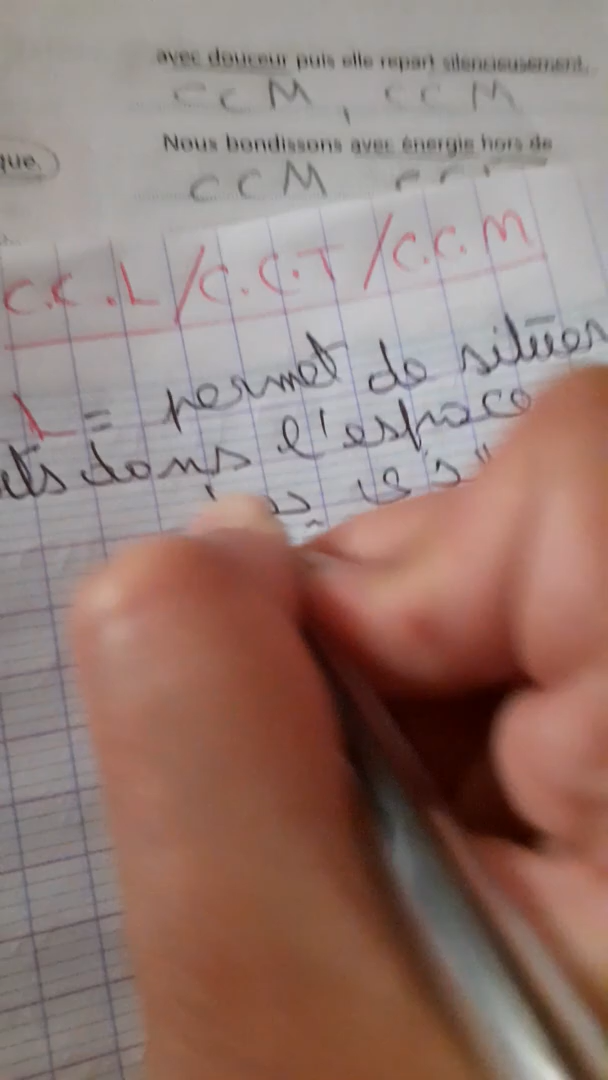 avec douceur puis elle repart silencieusement.
CCM, CCM
Nous bondissons avec énergie hors de
que.)
CCM
C.C.L/C.C.T/C.C.M
L = permet de situer
dans l'espace